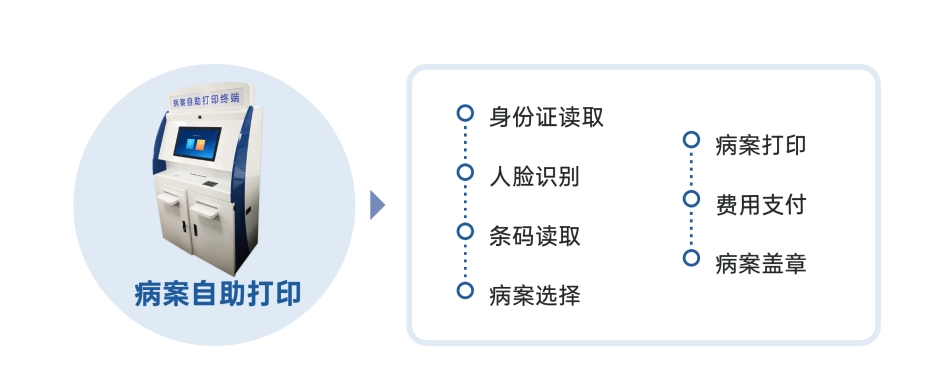 病案自助打印终端
病案自助打印
身份证读取
人脸识别
条码读取
病案选择
病案打印
费用支付
病案盖章